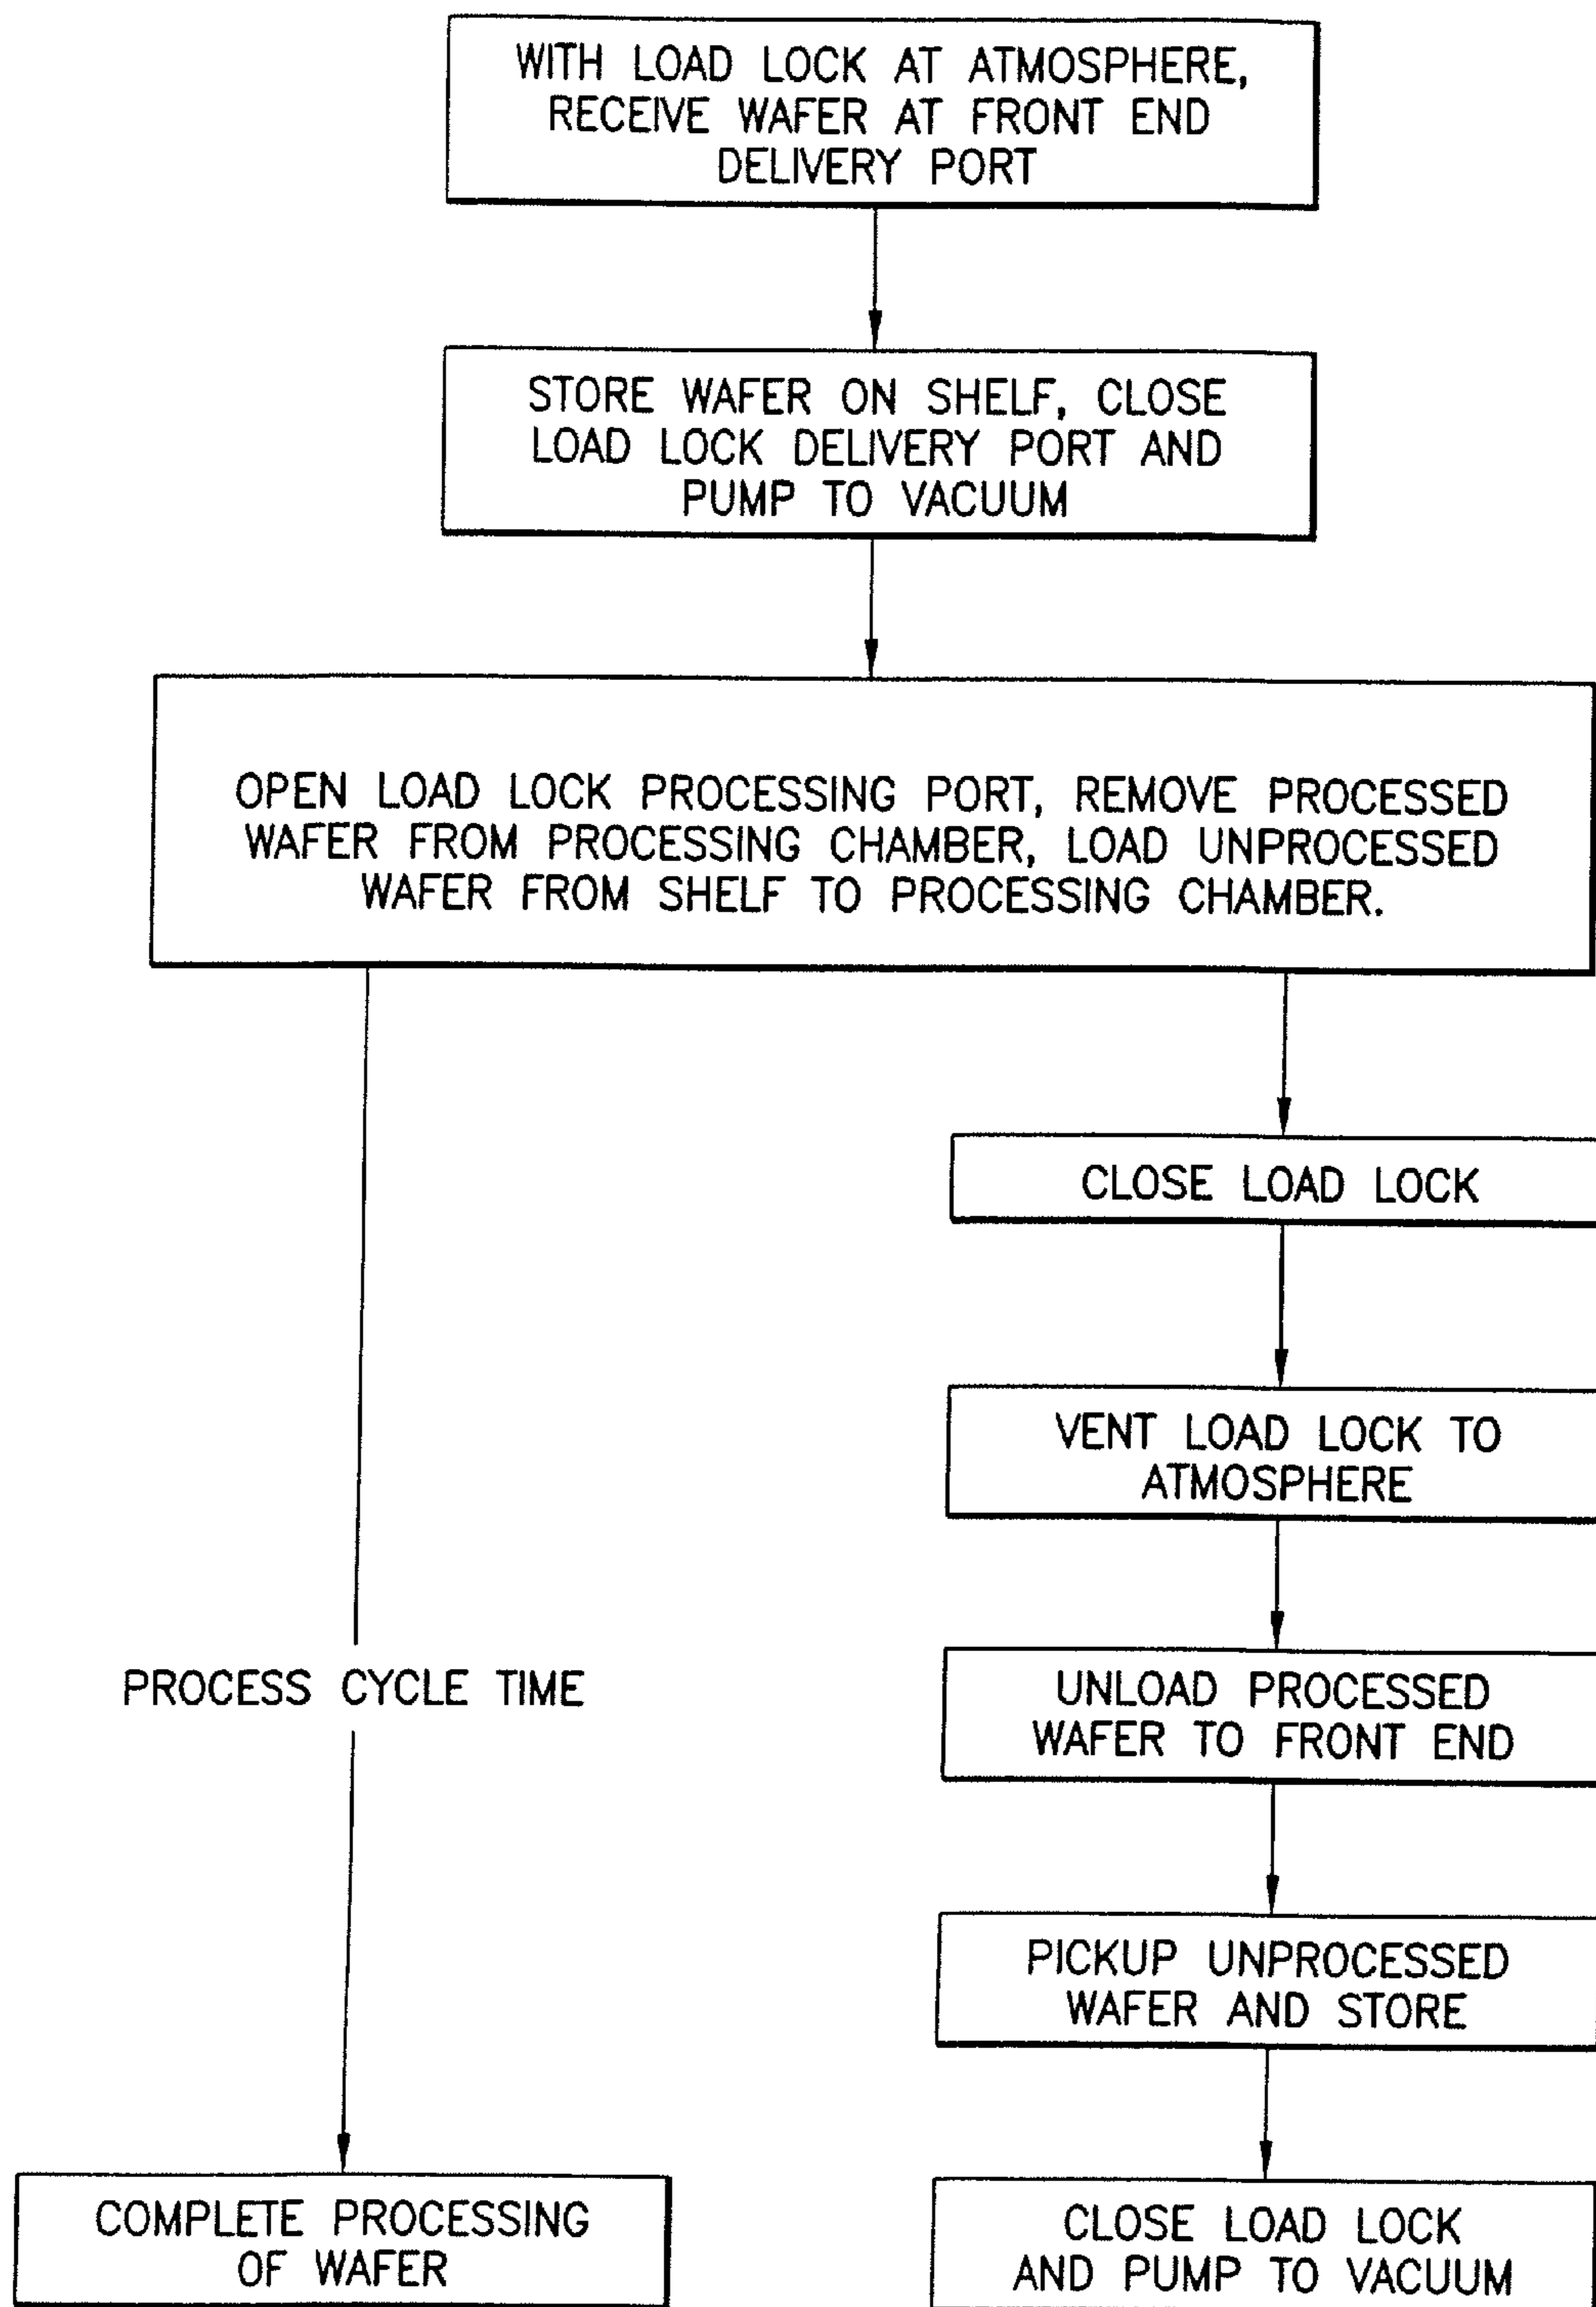 WITH LOAD LOCK AT ATMOSPHERE,
RECEIVE WAFER AT FRONT END
DELIVERY PORT
STORE WAFER ON SHELF, CLOSE
LOAD LOCK DELIVERY PORT AND
PUMP TO VACUUM
OPEN LOAD LOCK PROCESSING PORT, REMOVE PROCESSED
WAFER FROM PROCESSING CHAMBER, LOAD UNPROCESSED
WAFER FROM SHELF TO PROCESSING CHAMBER.
CLOSE LOAD LOCK
VENT LOAD LOCK TO
ATMOSPHERE
UNLOAD PROCESSED
WAFER TO FRONT END
PICKUP UNPROCESSED
WAFER AND STORE
CLOSE LOAD LOCK
AND PUMP TO VACUUM
PROCESS CYCLE TIME
COMPLETE PROCESSING
OF WAFER